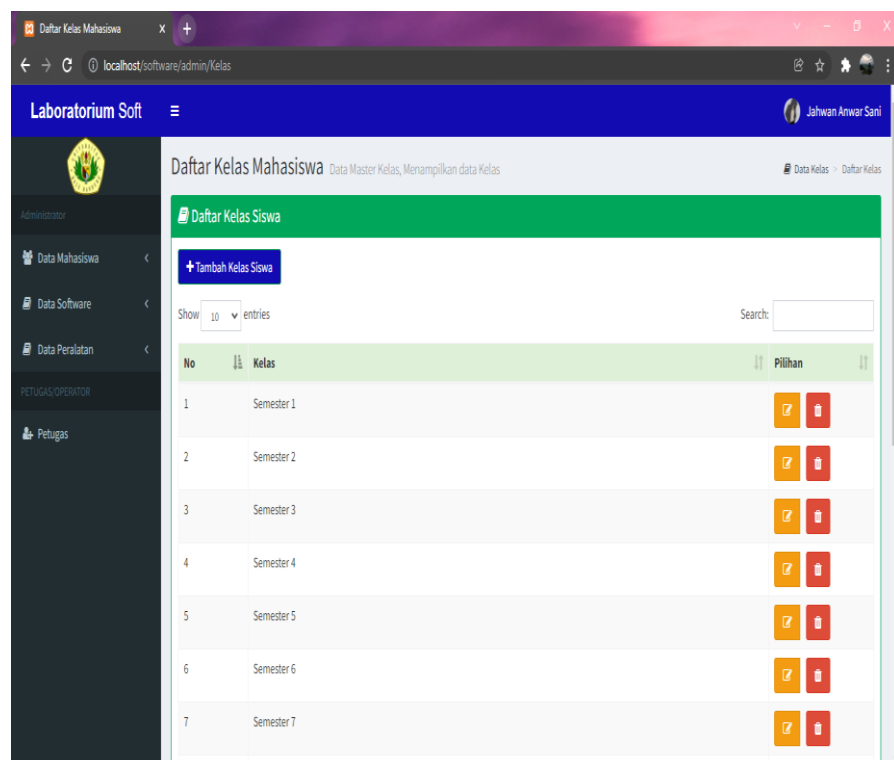 Daftar Kelas Mahasiswa
localhost/software/admin/Kelas
Laboratorium Soft
Jahwan Anwar Sani
Daftar Kelas Mahasiswa Data Master Kelas, Menampilkan data Kelas
Data Kelas > Daftar Kelas
Administrator
Data Mahasiswa
Data Software
Data Peralatan
PETUGAS/OPERATOR
Petugas
Daftar Kelas Siswa
+Tambah Kelas Siswa
Show 10 entries
Search:
No Kelas Pilihan
1 Semester 1
2 Semester 2
3 Semester 3
4 Semester 4
5 Semester 5
6 Semester 6
7 Semester 7